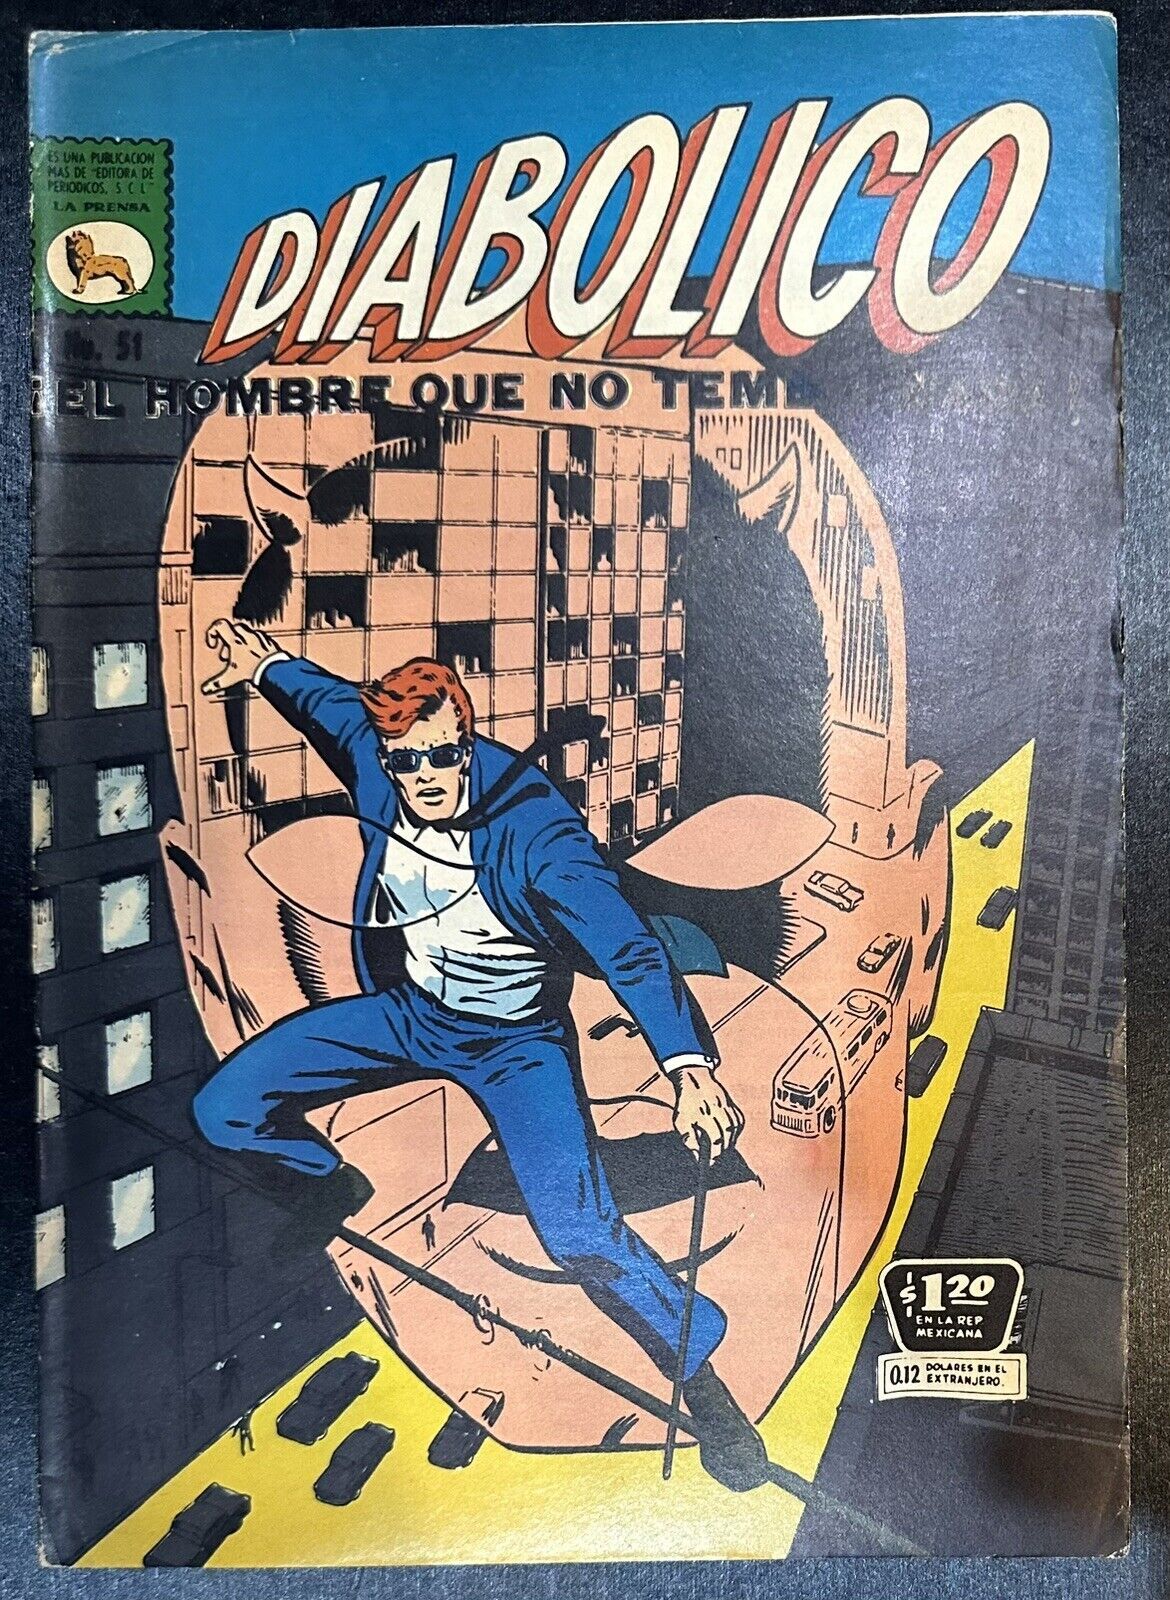 ES UNA PUBLICACION
MAS DE "EDITORA DE
PERIODICOS, S C L"
LA PRENSA
DIABOLICO
No. 51
¡EL HOMBRE QUE NO TEME
$1.20
EN LA REP.
MEXICANA
0.12 DOLARES EN EL
EXTRANJERO.